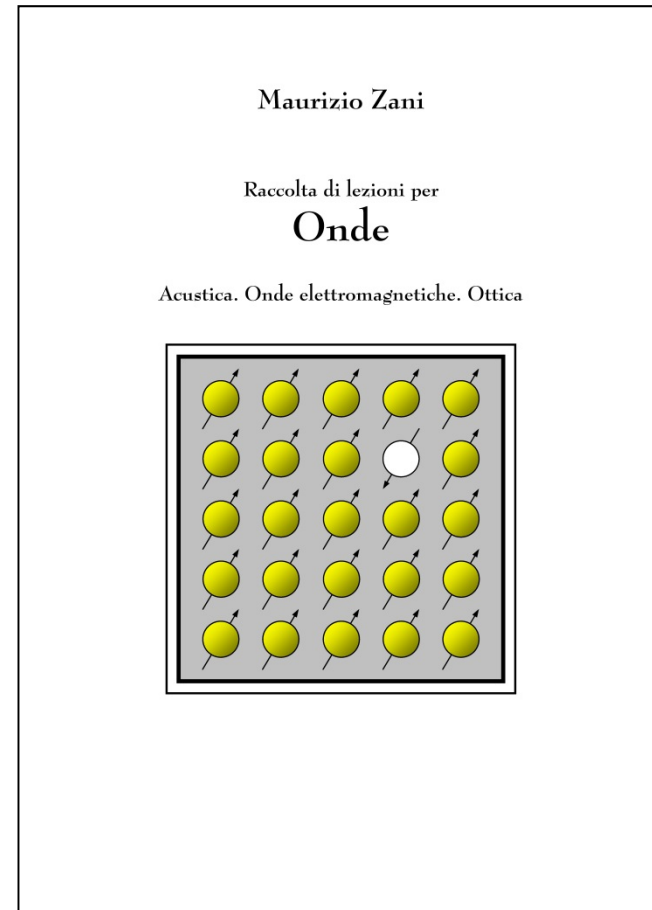 Maurizio Zani
Raccolta di lezioni per
Onde
Acustica. Onde elettromagnetiche. Ottica